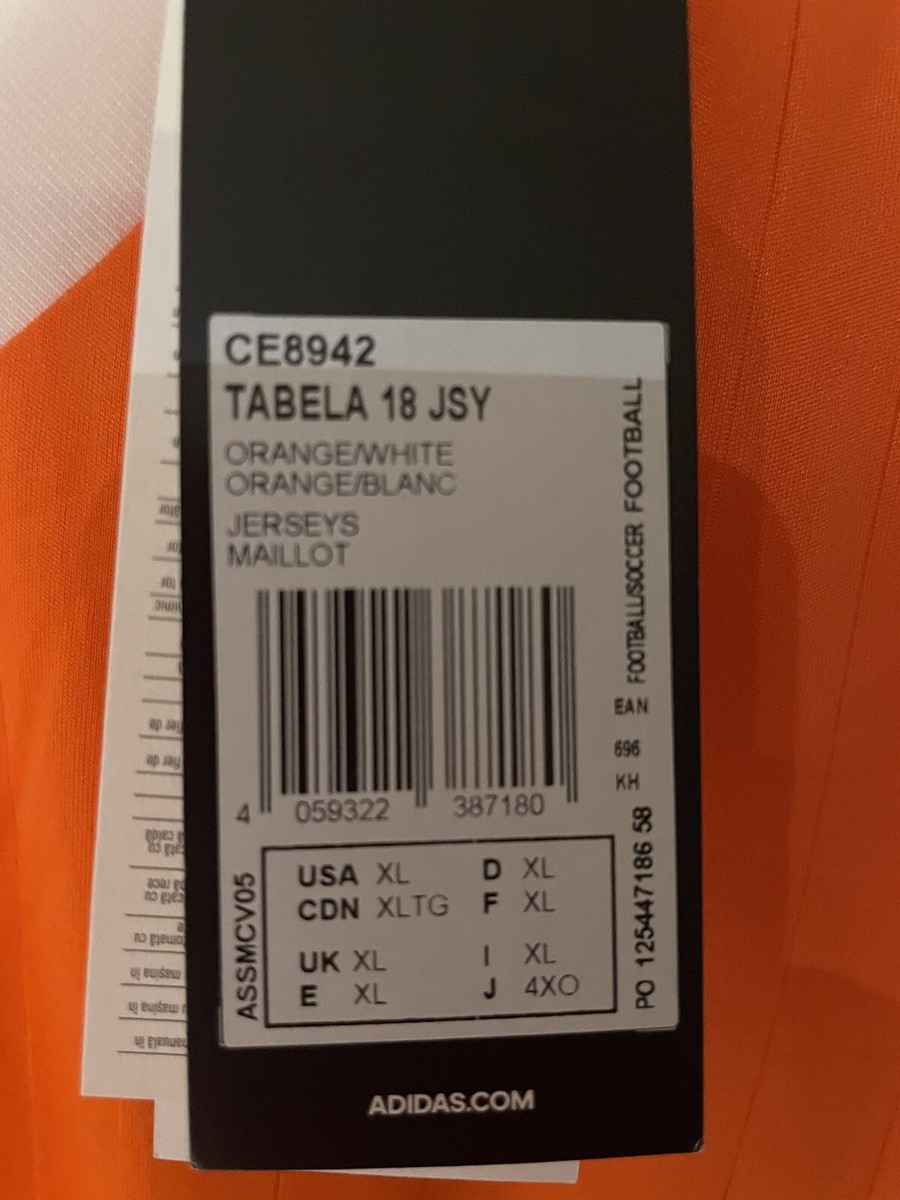 CE8942
TABELA 18 JSY
ORANGE/WHITE
ORANGE/BLANC
JERSEYS
MAILLOT
FOOTBALL/SOCCER FOOTBALL
EAN
696
KH
PO 125447186 58
4 059322 387180
ASSMCV05
USA XL D XL
CDN XLTG F XL
UK XL I XL
E XL J 4XO
ADIDAS.COM